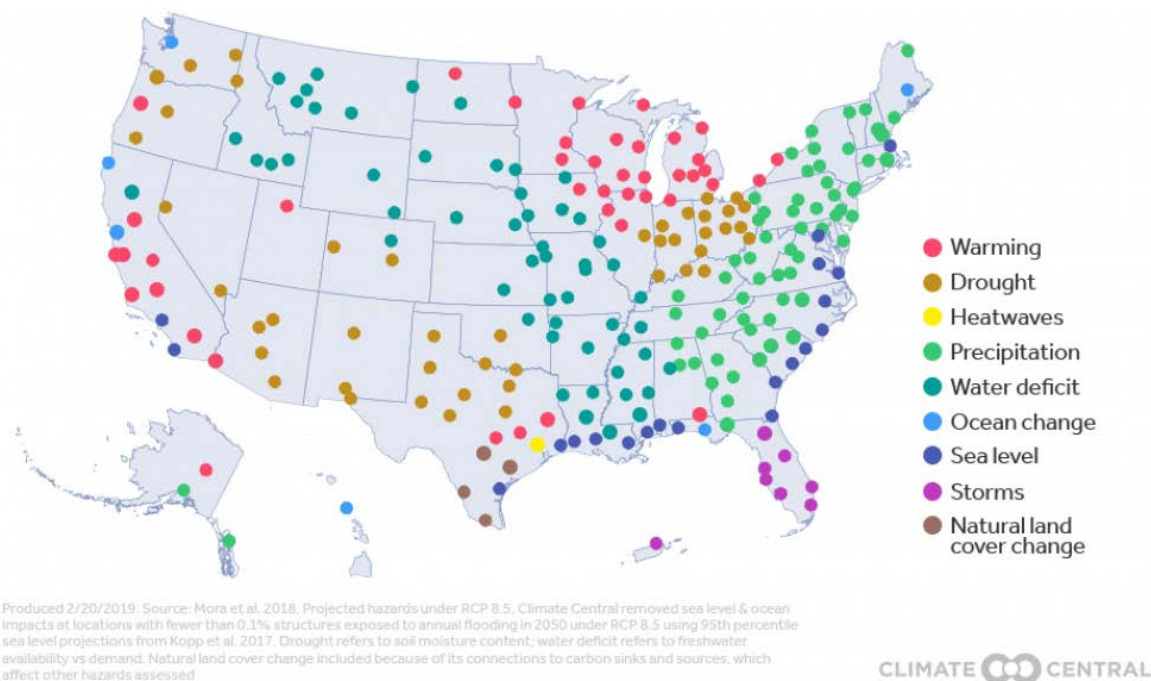 Warming
Drought
Heatwaves
Precipitation
Water deficit
Ocean change
Sea level
Storms
Natural land
cover change
Produced 2/20/2019. Source: Mora et al. 2018. Projected hazards under RCP 8.5. Climate Central removed sea level & ocean
impacts at locations with fewer than 0.1% structures exposed to annual flooding in 2050 under RCP 8.5 using 95th percentile
sea level projections from Kopp et al. 2017. Drought refers to soil moisture content; water deficit refers to freshwater
availability vs demand. Natural land cover change included because of its connections to carbon sinks and sources, which
affect other hazards assessed
CLIMATE CENTRAL